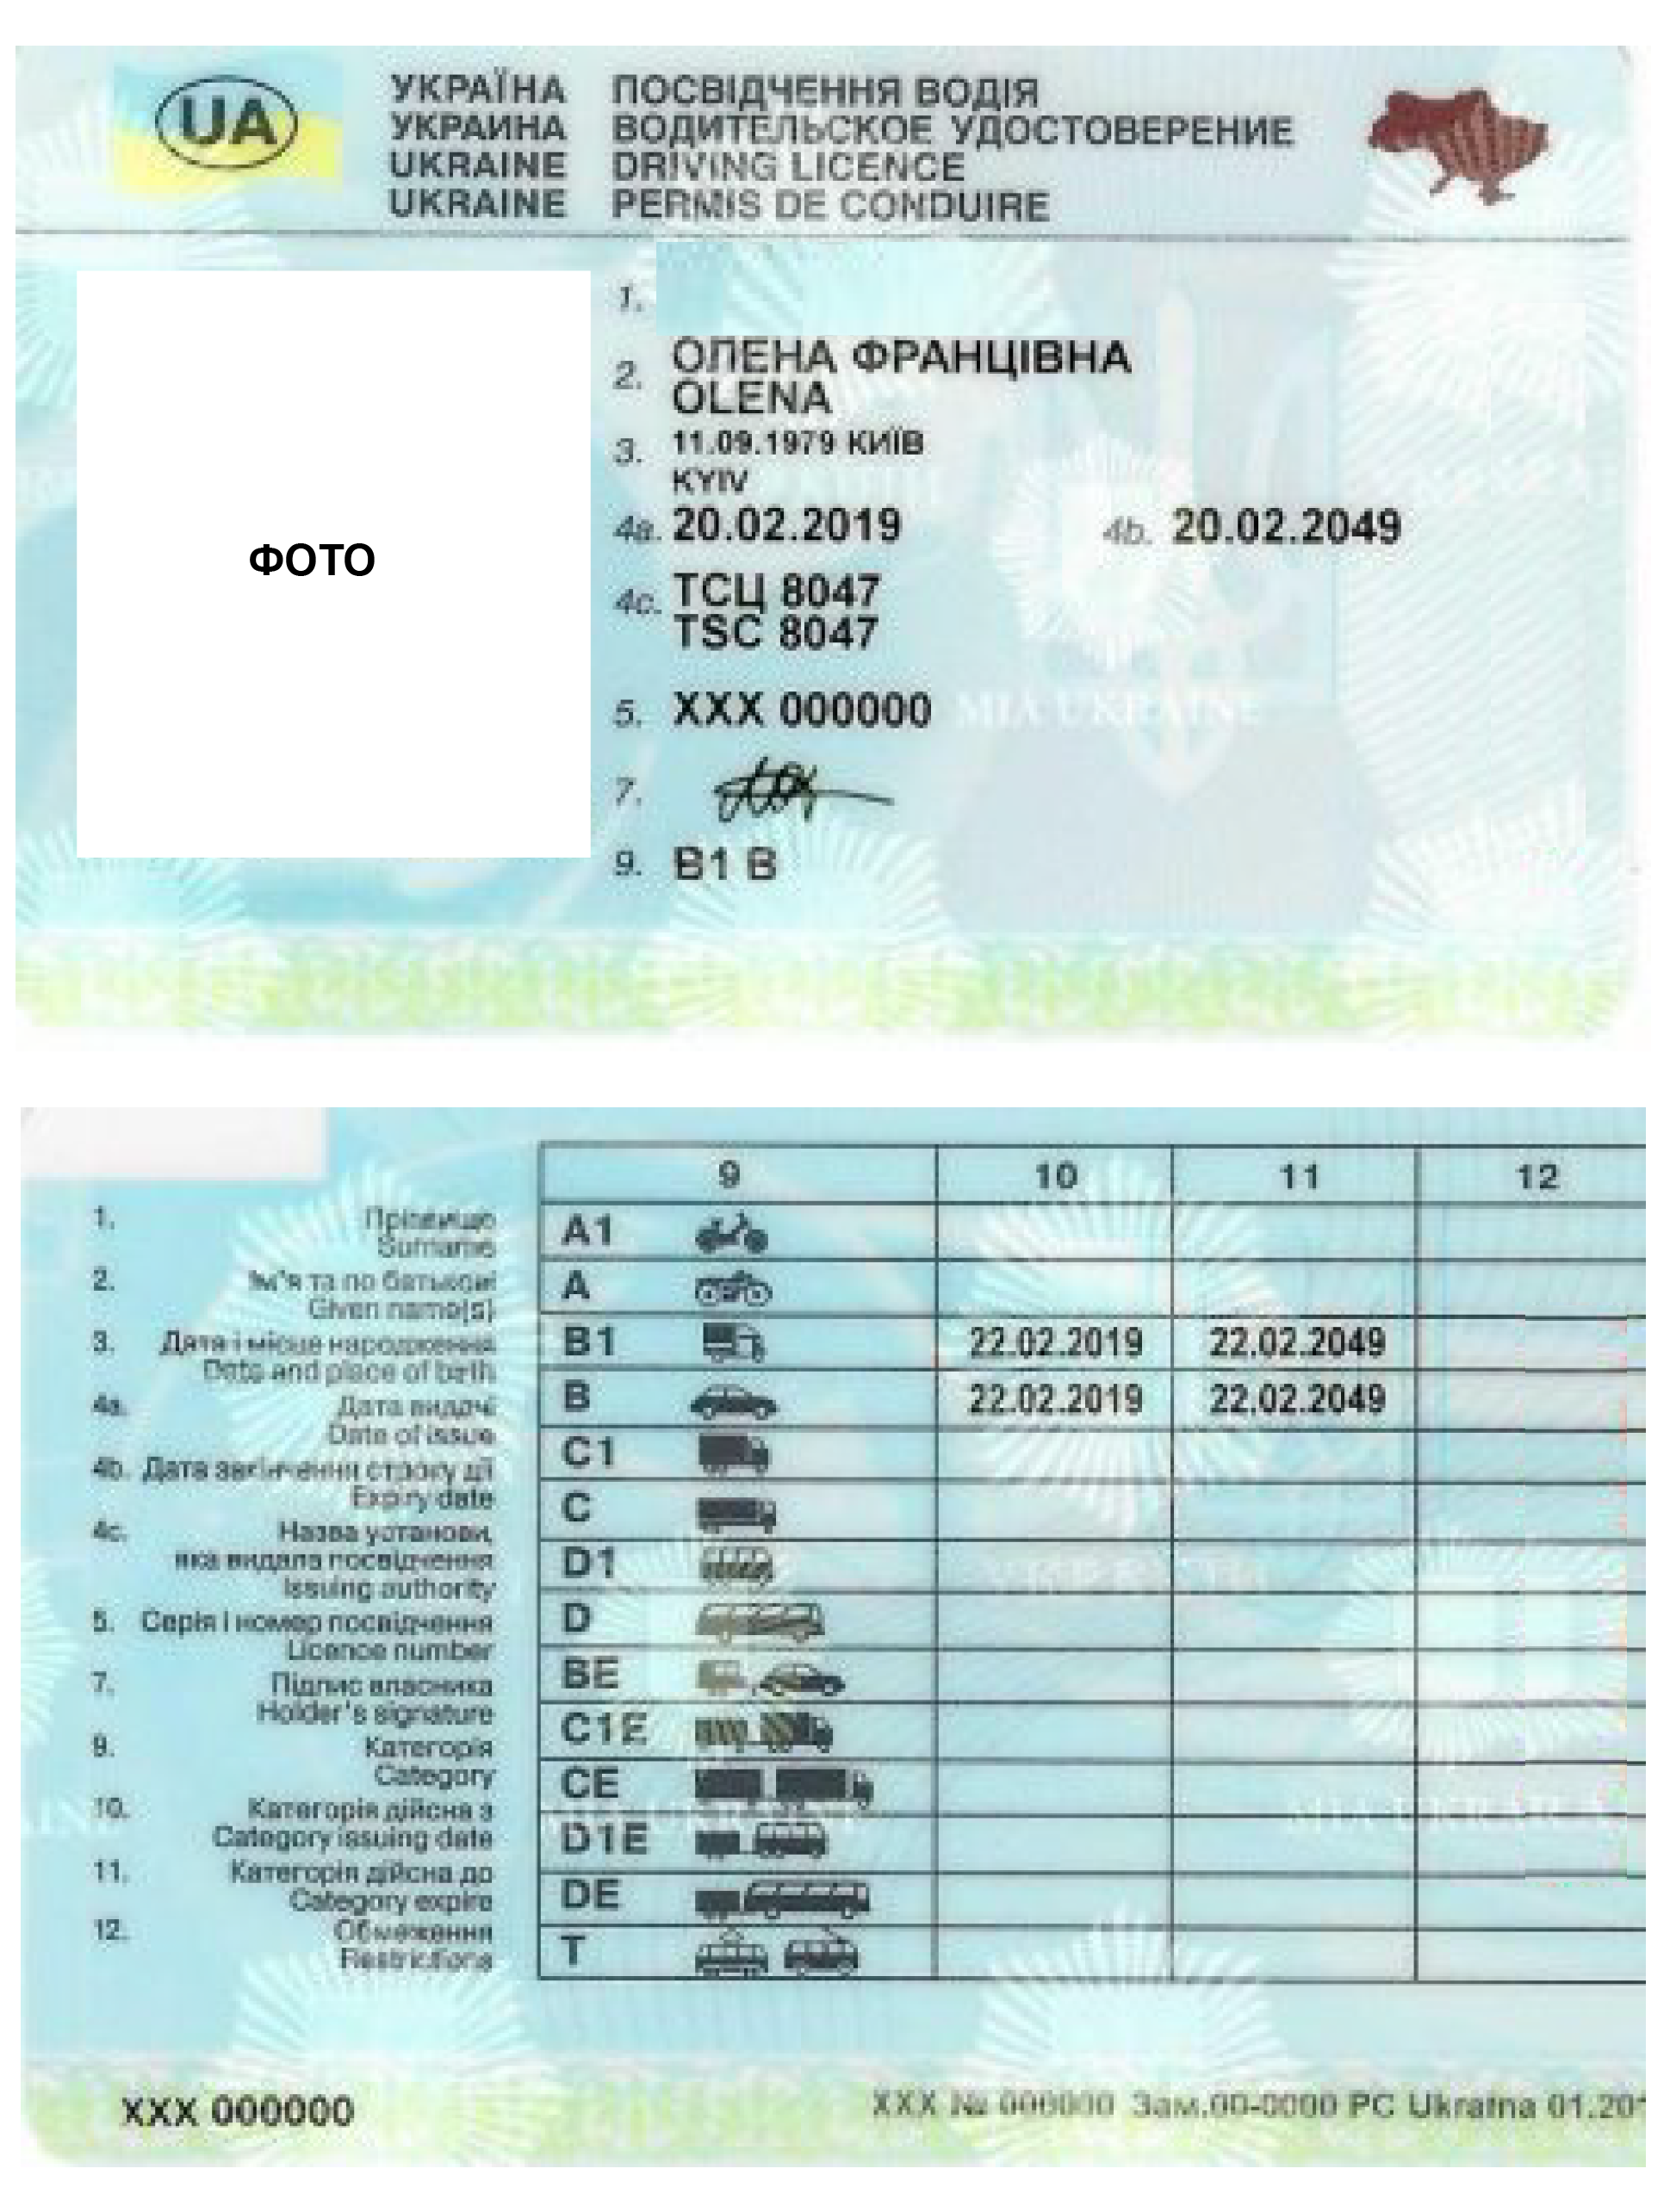 UA
УКРАЇНА ПОСВІДЧЕННЯ ВОДІЯ
УКРАИНА ВОДИТЕЛЬСКОЕ УДОСТОВЕРЕНИЕ
UKRAINE DRIVING LICENCE
UKRAINE PERMIS DE CONDUIRE
ФОТО
1.
2. ОЛЕНА ФРАНЦІВНА
OLENA
3. 11.09.1979 КИЇВ
KYIV
4a. 20.02.2019 4b. 20.02.2049
4c. ТСЦ 8047
TSC 8047
5. XXX 000000
MIA UKRAINE
7.
9. B1 B
1. Прізвище
Surname
2. Ім'я та по батькові
Given name(s)
3. Дата і місце народження
Date and place of birth
4a. Дата видачі
Date of issue
4b. Дата закінчення строку дії
Expiry date
4c. Назва установи,
яка видала посвідчення
Issuing authority
5. Серія і номер посвідчення
Licence number
7. Підпис власника
Holder's signature
9. Категорія
Category
10. Категорія дійсна з
Category issuing date
11. Категорія дійсна до
Category expire
12. Обмеження
Restrictions
9 10 11 12
A1
A
B1 22.02.2019 22.02.2049
B 22.02.2019 22.02.2049
C1
C
D1
D
BE
C1E
CE
D1E
DE
T
XXX 000000
XXX № 000000 Зам.00-0000 PC Ukraina 01.201